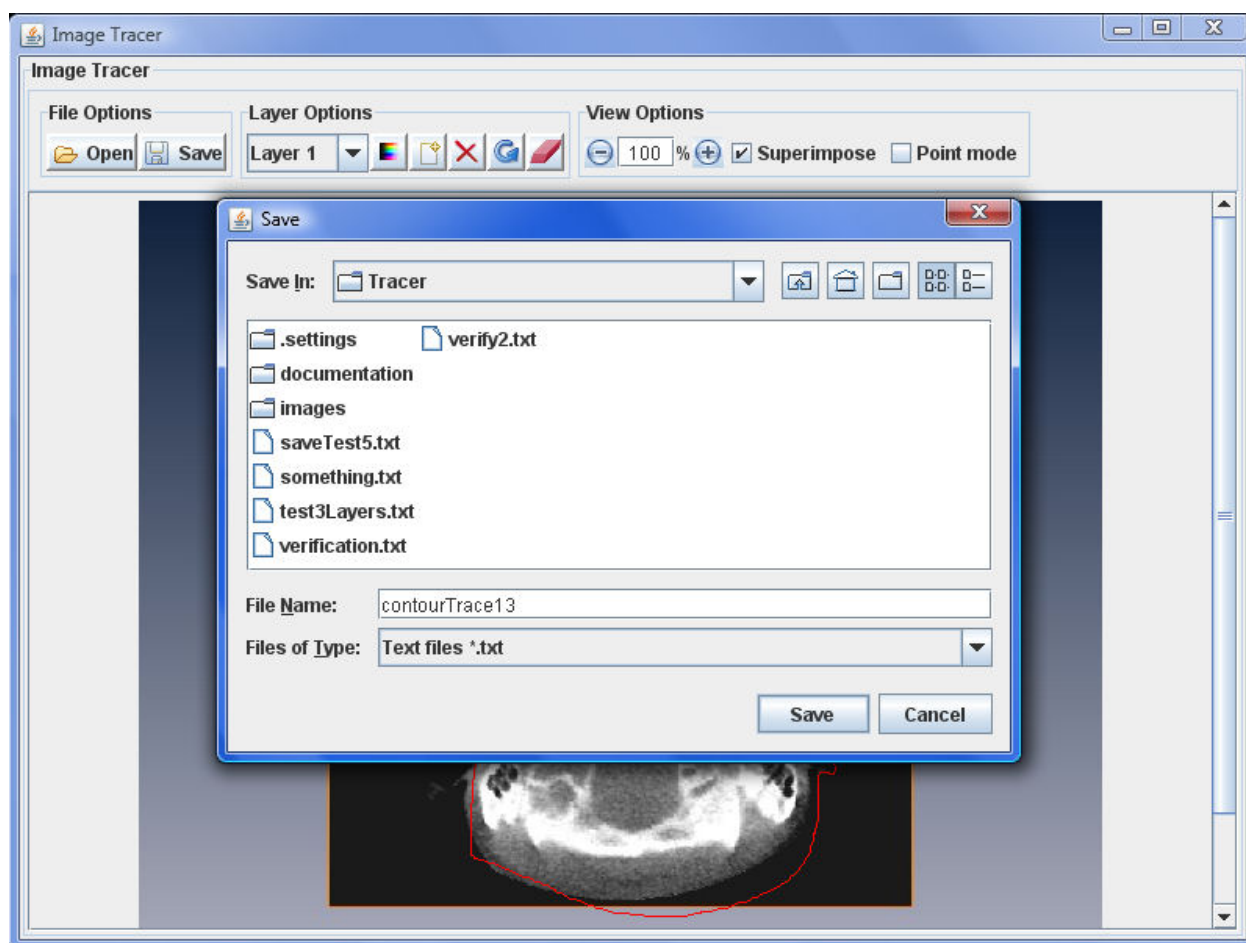 Image Tracer
Image Tracer
File Options Layer Options View Options
Open Save Layer 1 100 % Superimpose Point mode
Save
Save In: Tracer
.settings verify2.txt
documentation
images
saveTest5.txt
something.txt
test3Layers.txt
verification.txt
File Name: contourTrace13
Files of Type: Text files *.txt
Save Cancel